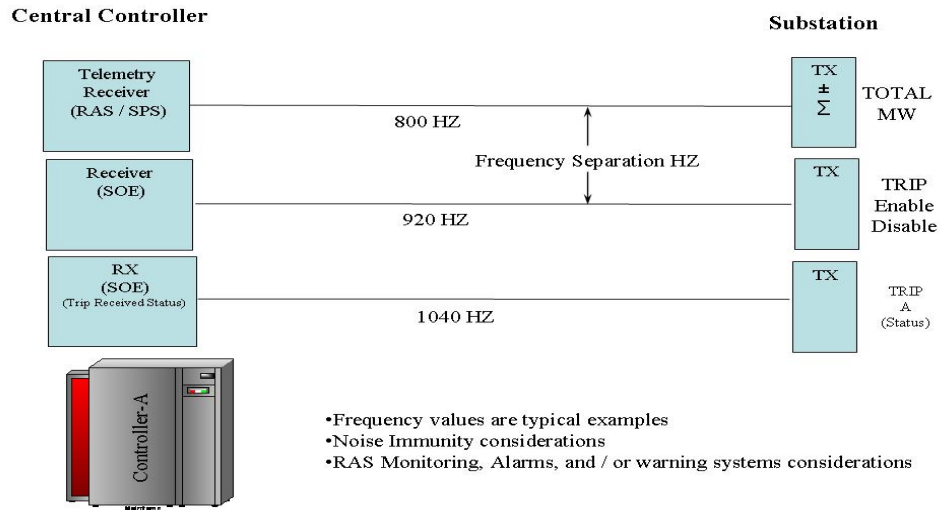 Central Controller
Substation
Telemetry
Receiver
(RAS / SPS)
800 HZ
TX
±
Σ
TOTAL
MW
Frequency Separation HZ
Receiver
(SOE)
920 HZ
TX
TRIP
Enable
Disable
RX
(SOE)
(Trip Received Status)
1040 HZ
TX
TRIP
A
(Status)
Controller-A
•Frequency values are typical examples
•Noise Immunity considerations
•RAS Monitoring, Alarms, and / or warning systems considerations